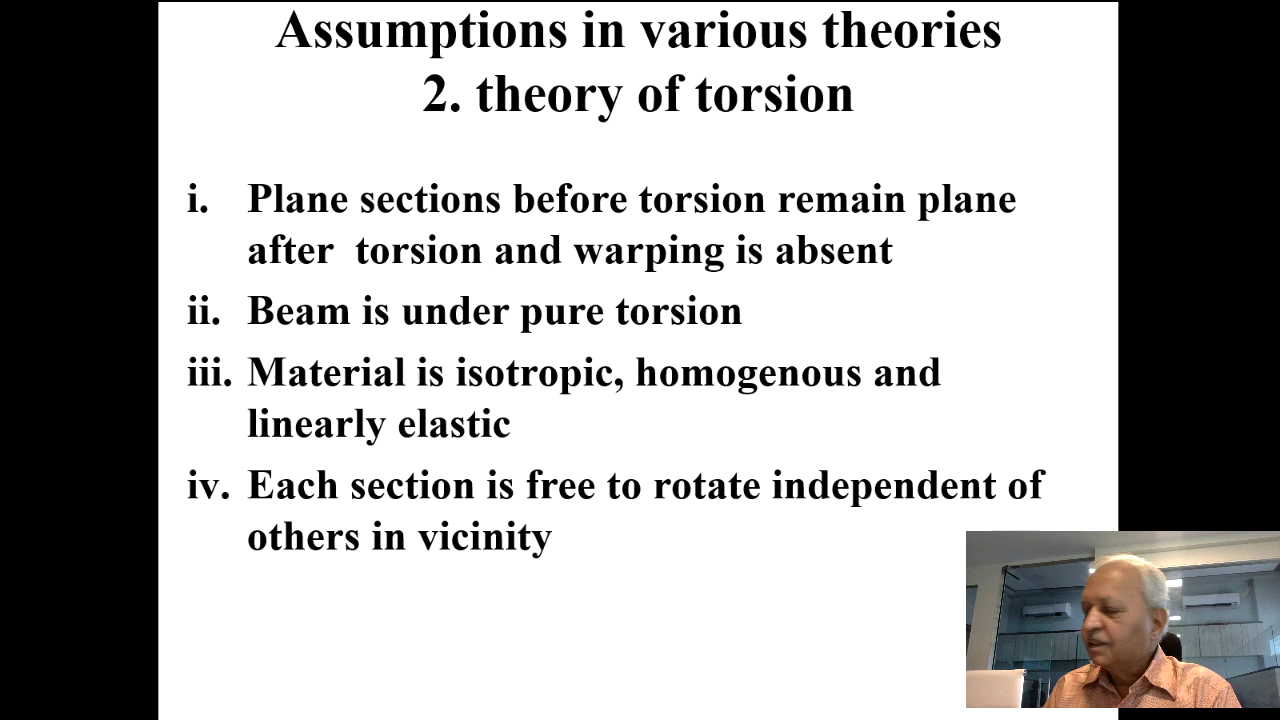 Assumptions in various theories
2. theory of torsion
i. Plane sections before torsion remain plane
after  torsion and warping is absent
ii. Beam is under pure torsion
iii. Material is isotropic, homogenous and
linearly elastic
iv. Each section is free to rotate independent of
others in vicinity